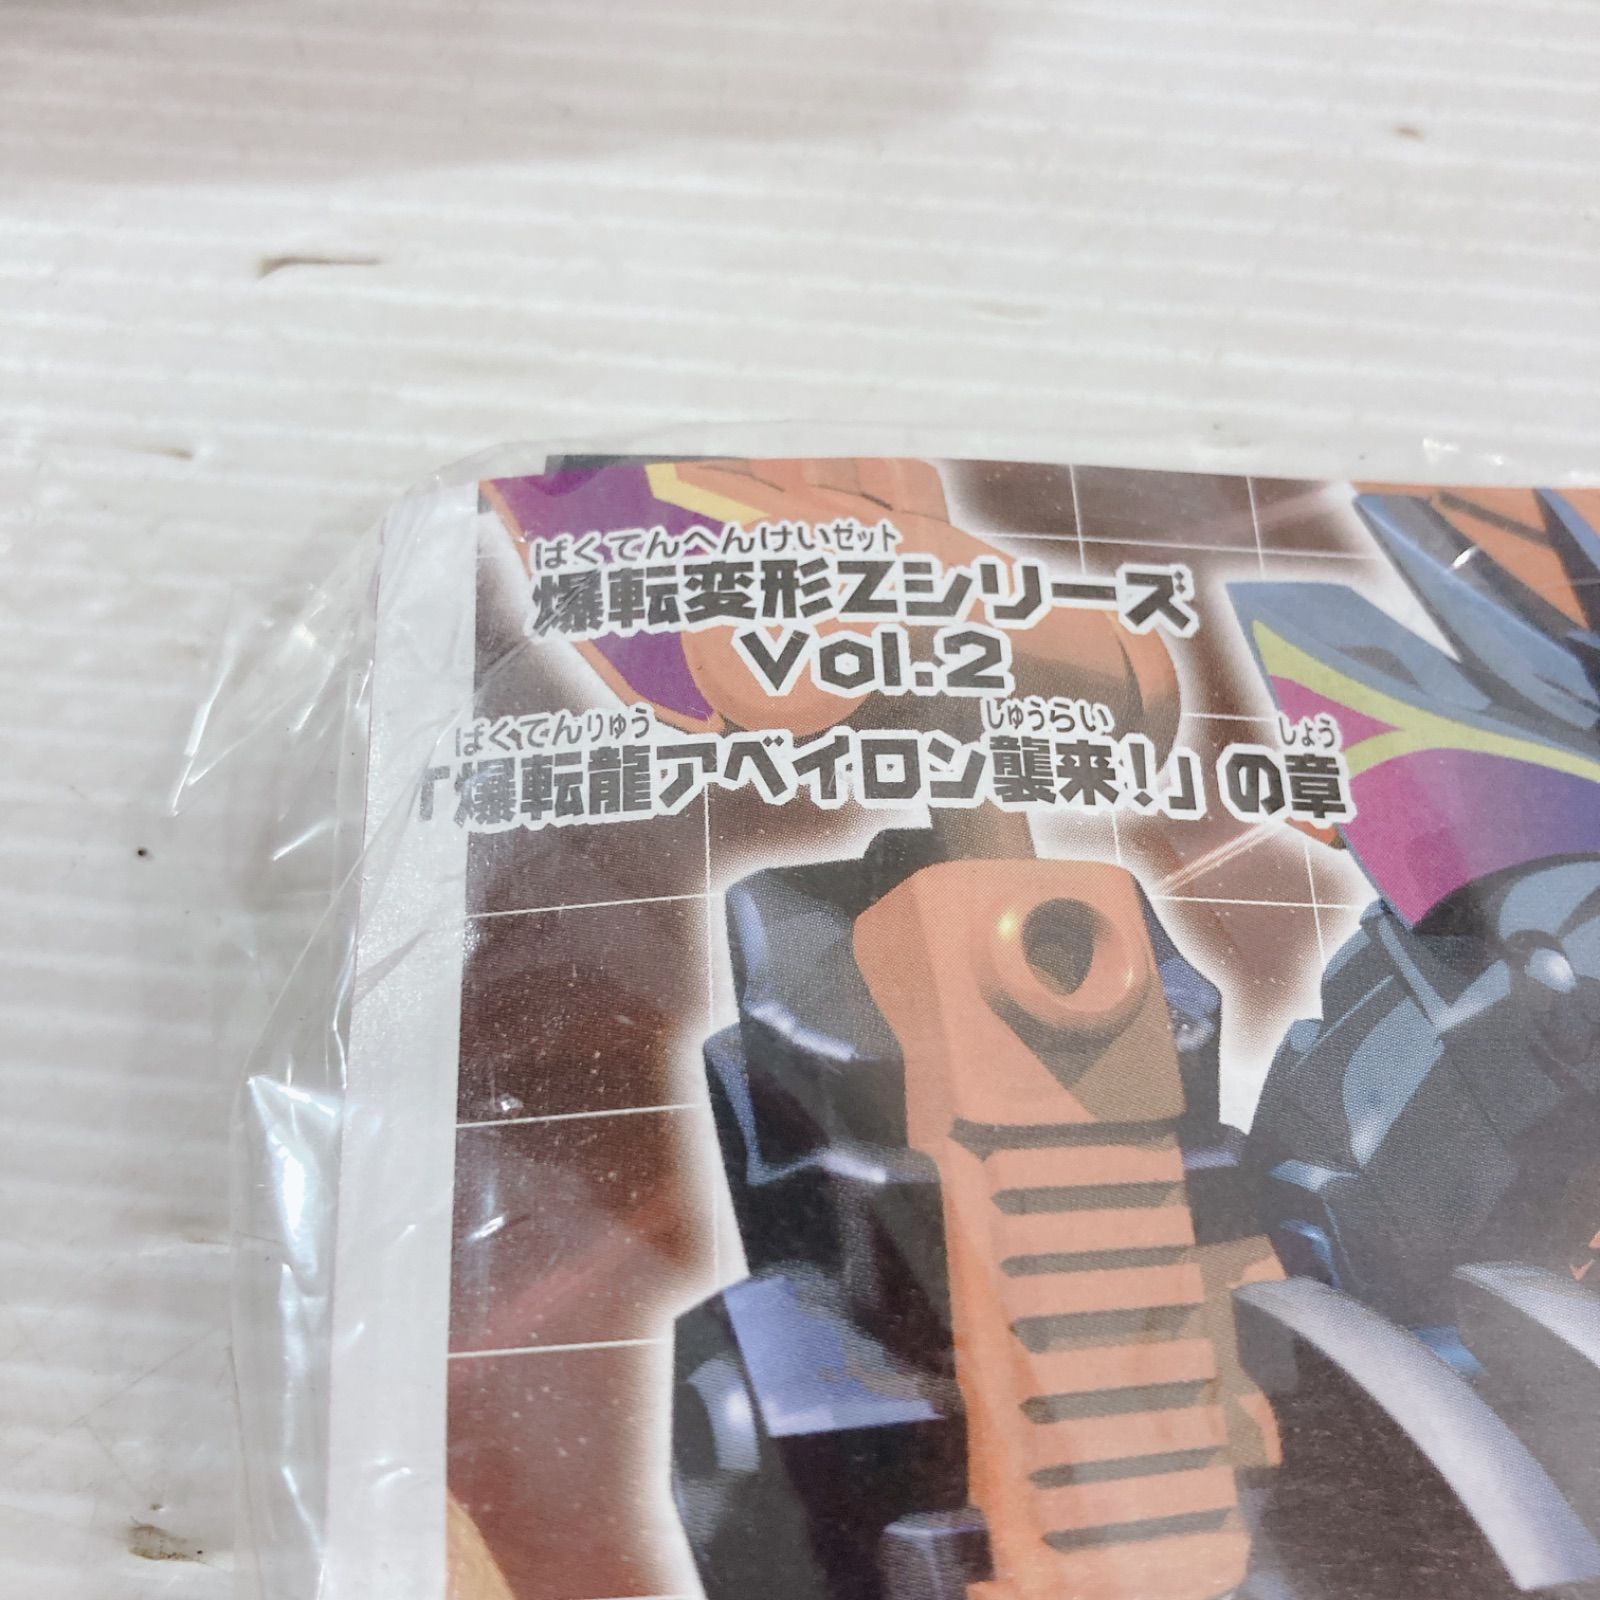 ばくてんへんけいゼット
爆転変形Zシリーズ
Vol.2
ばくてんりゅう しゅうらい しょう
「爆転龍アベイロン襲来!」の章